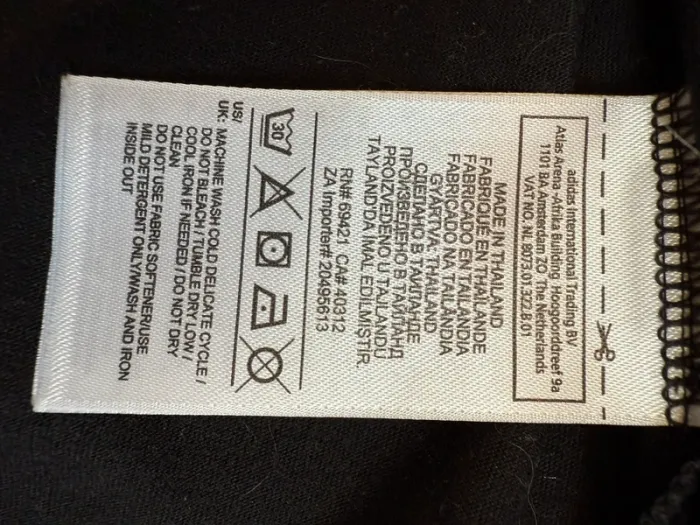 adidas International Trading BV
Atlas Arena -Afrika Building Hoogoorddreef 9a
1101 BA Amsterdam ZO The Netherlands
VAT NO. NL 8073.01.322.B.01
MADE IN THAILAND
FABRIQUÉ EN THAÏLANDE
FABRICADO EN TAILANDIA
FABRICADO NA TAILÂNDIA
GYÁRTVA: THAILAND
СДЕЛАНО В ТАИЛАНДЕ
ПРОИЗВЕДЕНО В ТАЙЛАНД
PROIZVEDENO U TAJLANDU
TAYLAND'DA İMAL EDİLMİŞTİR.
RN# 69421 CA# 40312
ZA Importer# 20495613
30
US/
UK: MACHINE WASH COLD DELICATE CYCLE /
DO NOT BLEACH / TUMBLE DRY LOW /
COOL IRON IF NEEDED / DO NOT DRY
CLEAN
DO NOT USE FABRIC SOFTENER/USE
MILD DETERGENT ONLY/WASH AND IRON
INSIDE OUT